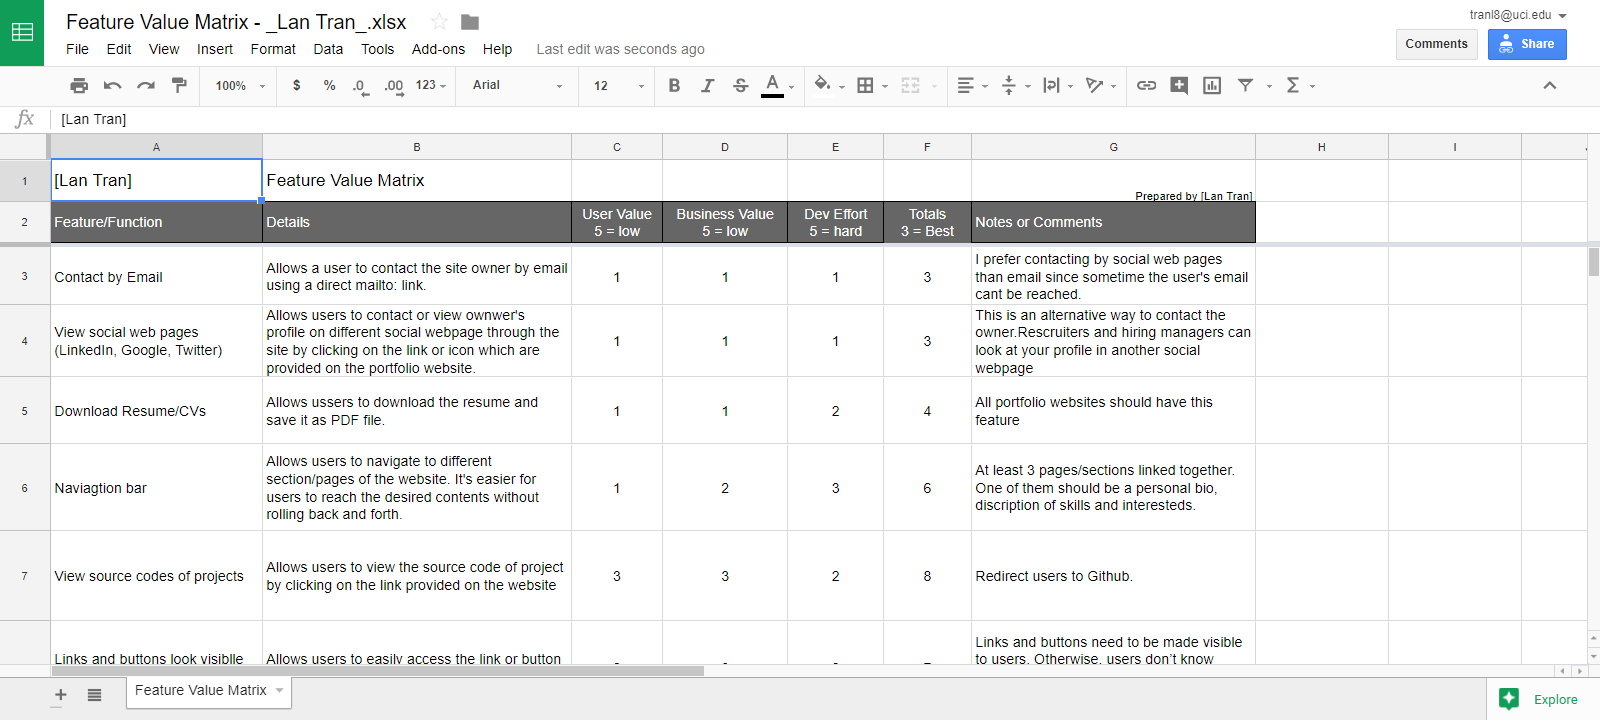 Feature Value Matrix - _Lan Tran_.xlsx
tranl8@uci.edu
File Edit View Insert Format Data Tools Add-ons Help Last edit was seconds ago
Comments
Share
100% $ % .0 .00 123 Arial 12 B I S A Σ
fx [Lan Tran]
A B C D E F G H I
1 [Lan Tran] Feature Value Matrix
Prepared by [Lan Tran]
2 Feature/Function Details
User Value
5 = low
Business Value
5 = low
Dev Effort
5 = hard
Totals
3 = Best
Notes or Comments
3 Contact by Email
Allows a user to contact the site owner by email
using a direct mailto: link.
1 1 1 3
I prefer contacting by social web pages
than email since sometime the user's email
cant be reached.
4
View social web pages
(LinkedIn, Google, Twitter)
Allows users to contact or view ownwer's
profile on different social webpage through the
site by clicking on the link or icon which are
provided on the portfolio website.
1 1 1 3
This is an alternative way to contact the
owner.Rescruiters and hiring managers can
look at your profile in another social
webpage
5 Download Resume/CVs
Allows ussers to download the resume and
save it as PDF file.
1 1 2 4
All portfolio websites should have this
feature
6 Naviagtion bar
Allows users to navigate to different
section/pages of the website. It's easier for
users to reach the desired contents without
rolling back and forth.
1 2 3 6
At least 3 pages/sections linked together.
One of them should be a personal bio,
discription of skills and interesteds.
7 View source codes of projects
Allows users to view the source code of project
by clicking on the link provided on the website
3 3 2 8
Redirect users to Github.
Links and buttons look visiblle
Allows users to easily access the link or button
Links and buttons need to be made visible
to users. Otherwise, users don't know
Feature Value Matrix
Explore